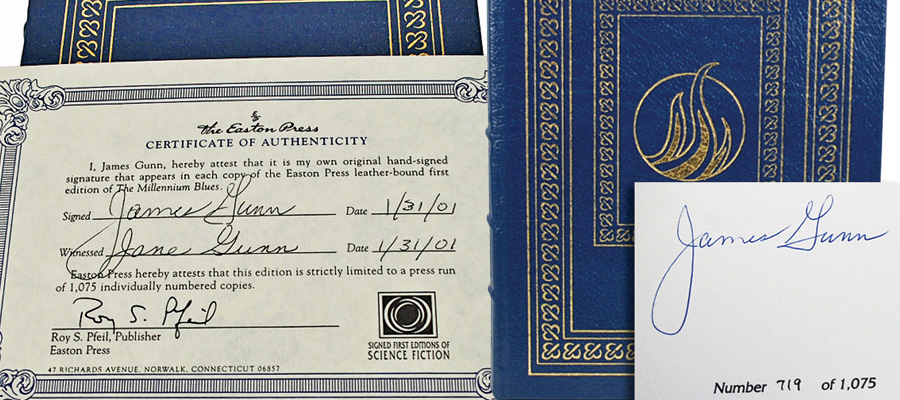 The Easton Press
CERTIFICATE OF AUTHENTICITY
I, James Gunn, hereby attest that it is my own original hand-signed
signature that appears in each copy of the Easton Press leather-bound first
edition of The Millennium Blues.
Signed James Gunn Date 1/31/01
Witnessed Jane Gunn Date 1/31/01
Easton Press hereby attests that this edition is strictly limited to a press run
of 1,075 individually numbered copies.
Roy S. Pfeil
Roy S. Pfeil, Publisher
Easton Press
SIGNED FIRST EDITIONS OF
SCIENCE FICTION
47 RICHARDS AVENUE, NORWALK, CONNECTICUT 06857
James Gunn
Number 719 of 1,075